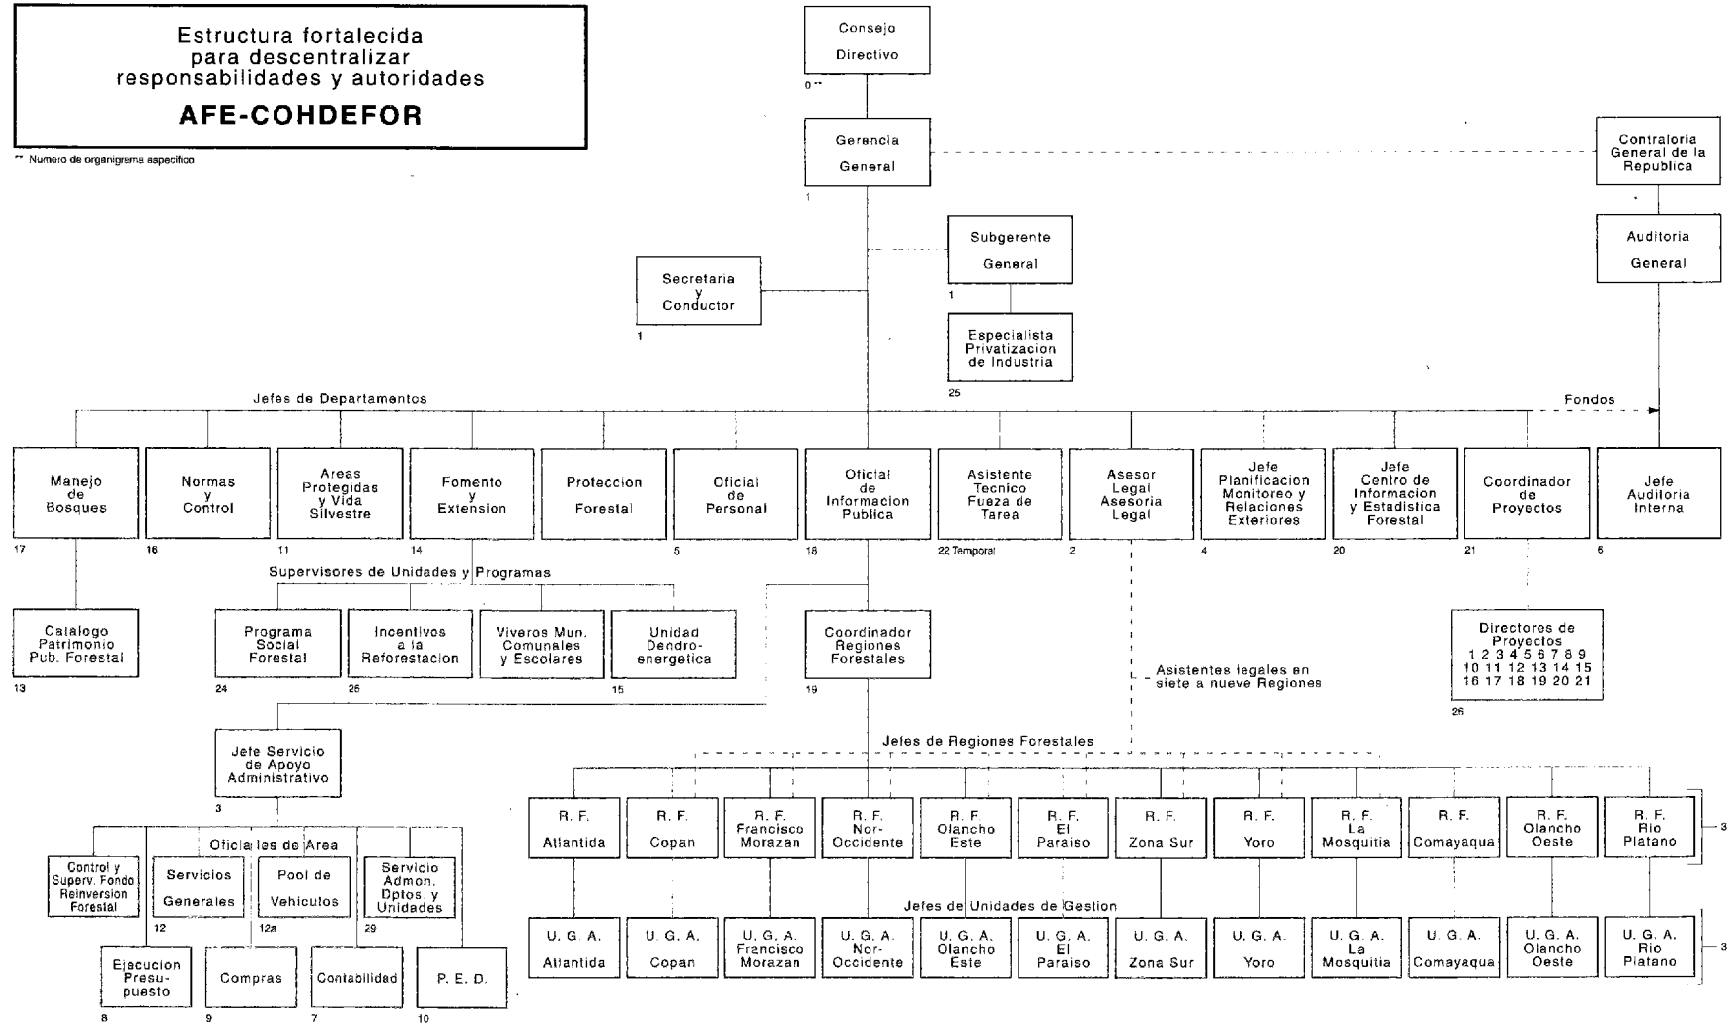 Estructura fortalecida
para descentralizar
responsabilidades y autoridades
AFE-COHDEFOR
** Numero de organigrama especifico
Consejo
Directivo
0 **
Gerencia
General
1
Contraloria
General de la
Republica
Subgerente
General
1
Auditoria
General
Secretaria
y
Conductor
1
Especialista
Privatizacion
de Industria
25
Jefes de Departamentos
Fondos
Manejo
de
Bosques
17
Normas
y
Control
16
Areas
Protegidas
y Vida
Silvestre
11
Fomento
y
Extension
14
Proteccion
Forestal
Oficial
de
Personal
5
Oficial
de
Informacion
Publica
18
Asistente
Tecnico
Fueza de
Tarea
22 Temporal
Asesor
Legal
Asesoria
Legal
2
Jefe
Planificacion
Monitoreo y
Relaciones
Exteriores
4
Jefe
Centro de
Informacion
y Estadistica
Forestal
20
Coordinador
de
Proyectos
21
Jefe
Auditoria
Interna
6
Supervisores de Unidades y Programas
Catalogo
Patrimonio
Pub. Forestal
13
Programa
Social
Forestal
24
Incentivos
a la
Reforestacion
25
Viveros Mun.
Comunales
y Escolares
Unidad
Dendro-
energetica
15
Coordinador
Regiones
Forestales
19
Asistentes legales en
siete a nueve Regiones
Directores de
Proyectos
1 2 3 4 5 6 7 8 9
10 11 12 13 14 15
16 17 18 19 20 21
26
Jefe Servicio
de Apoyo
Administrativo
3
Jefes de Regiones Forestales
R. F.
Atlantida
R. F.
Copan
R. F.
Francisco
Morazan
R. F.
Nor-
Occidente
R. F.
Olancho
Este
R. F.
El
Paraiso
R. F.
Zona Sur
R. F.
Yoro
R. F.
La
Mosquitia
R. F.
Comayaqua
R. F.
Olancho
Oeste
R. F.
Rio
Platano
3
Oficiales de Area
Control y
Superv. Fondo
Reinversion
Forestal
Servicios
Generales
12
Pool de
Vehiculos
12a
Servicio
Admon.
Dptos. y
Unidades
29
Jefes de Unidades de Gestion
U. G. A.
Atlantida
U. G. A.
Copan
U. G. A.
Francisco
Morazan
U. G. A.
Nor-
Occidente
U. G. A.
Olancho
Este
U. G. A.
El
Paraiso
U. G. A.
Zona Sur
U. G. A.
Yoro
U. G. A.
La
Mosquitia
U. G. A.
Comayaqua
U. G. A.
Olancho
Oeste
U. G. A.
Rio
Platano
3
Ejecucion
Presu-
puesto
8
Compras
9
Contabilidad
7
P. E. D.
10